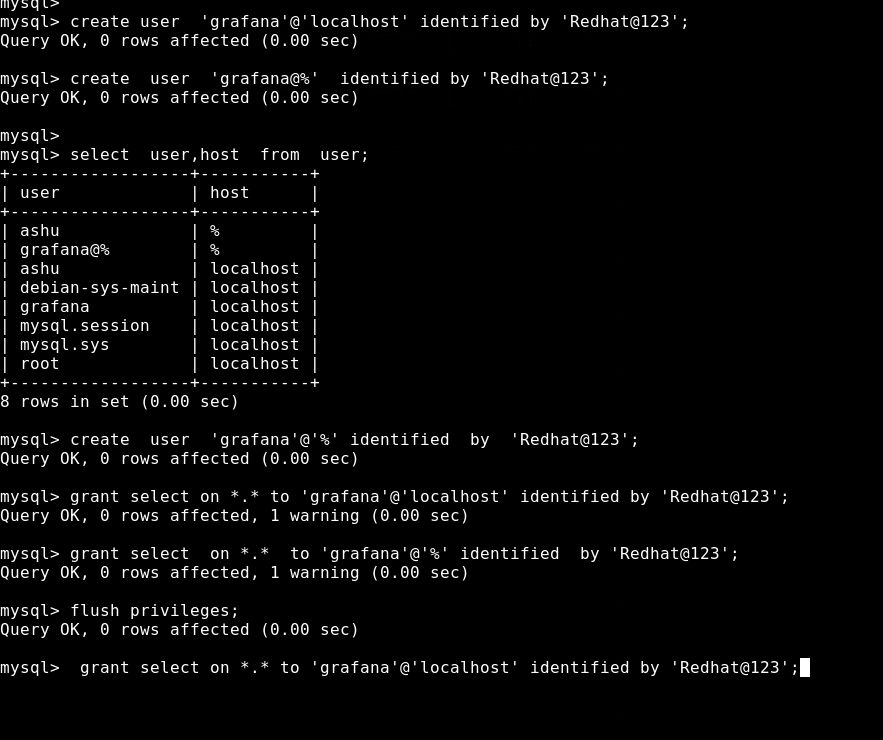 mysql>
mysql> create user  'grafana'@'localhost' identified by 'Redhat@123';
Query OK, 0 rows affected (0.00 sec)
mysql> create  user  'grafana@%'  identified by 'Redhat@123';
Query OK, 0 rows affected (0.00 sec)
mysql>
mysql> select  user,host  from  user;
+------------------+-----------+
| user             | host      |
+------------------+-----------+
| ashu             | %         |
| grafana@%        | %         |
| ashu             | localhost |
| debian-sys-maint | localhost |
| grafana          | localhost |
| mysql.session    | localhost |
| mysql.sys        | localhost |
| root             | localhost |
+------------------+-----------+
8 rows in set (0.00 sec)
mysql> create  user  'grafana'@'%' identified  by  'Redhat@123';
Query OK, 0 rows affected (0.00 sec)
mysql> grant select on *.* to 'grafana'@'localhost' identified by 'Redhat@123';
Query OK, 0 rows affected, 1 warning (0.00 sec)
mysql> grant select  on *.*  to 'grafana'@'%' identified  by 'Redhat@123';
Query OK, 0 rows affected, 1 warning (0.00 sec)
mysql> flush privileges;
Query OK, 0 rows affected (0.00 sec)
mysql>  grant select on *.* to 'grafana'@'localhost' identified by 'Redhat@123';